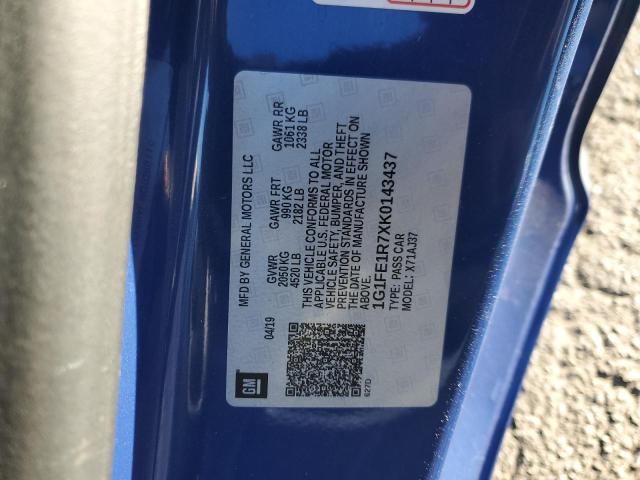 MFD BY GENERAL MOTORS LLC
04/19
GVWR GAWR FRT GAWR RR
2050 KG 990 KG 1061 KG
4520 LB 2182 LB 2338 LB
THIS VEHICLE CONFORMS TO ALL
APPLICABLE U.S. FEDERAL MOTOR
VEHICLE SAFETY, BUMPER, AND THEFT
PREVENTION STANDARDS IN EFFECT ON
THE DATE OF MANUFACTURE SHOWN
ABOVE.
1G1FE1R7XK0143437
TYPE: PASS CAR
MODEL: X71AJ37
GM
627D